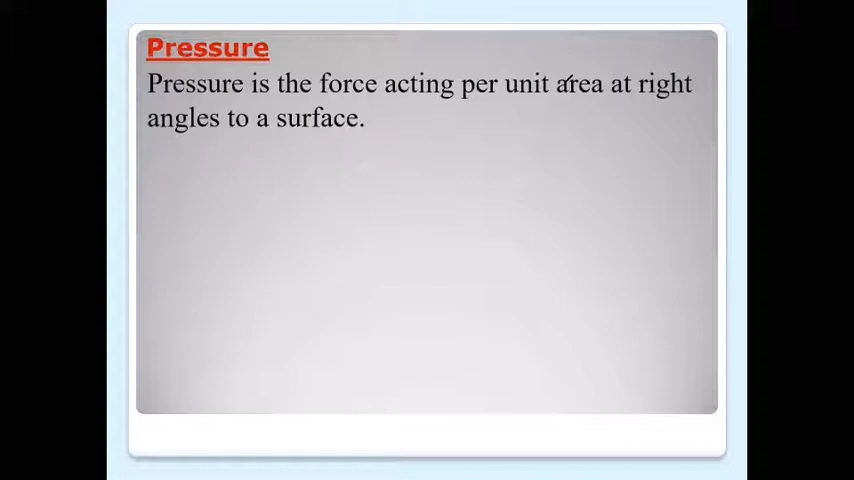 Pressure
Pressure is the force acting per unit area at right
angles to a surface.